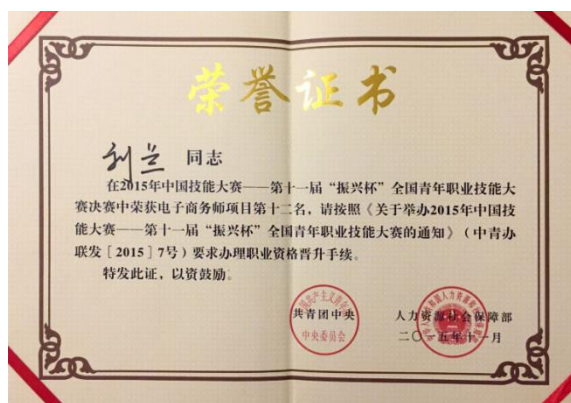 荣誉证书
利兰 同志
在2015年中国技能大赛——第十一届“振兴杯”全国青年职业技能大
赛决赛中荣获电子商务师项目第十二名，请按照《关于举办2015年中国技
能大赛——第十一届“振兴杯”全国青年职业技能大赛的通知》（中青办
联发［2015］7号）要求办理职业资格晋升手续。
特发此证，以资鼓励。
共青团中央 人力资源社会保障部
中央委员会 二〇一五年十一月